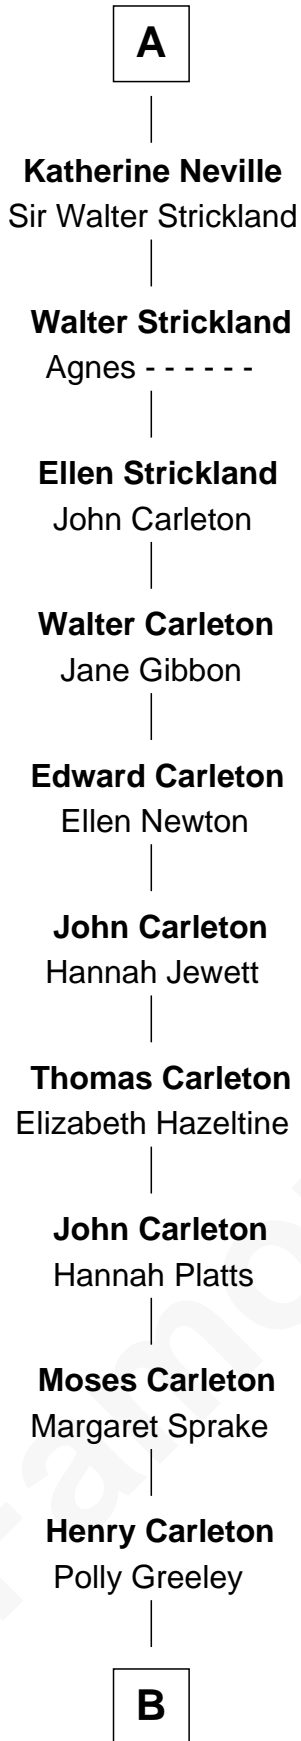 A
Katherine Neville
Sir Walter Strickland
Walter Strickland
Agnes - - - - - -
Ellen Strickland
John Carleton
Walter Carleton
Jane Gibbon
Edward Carleton
Ellen Newton
John Carleton
Hannah Jewett
Thomas Carleton
Elizabeth Hazeltine
John Carleton
Hannah Platts
Moses Carleton
Margaret Sprake
Henry Carleton
Polly Greeley
B